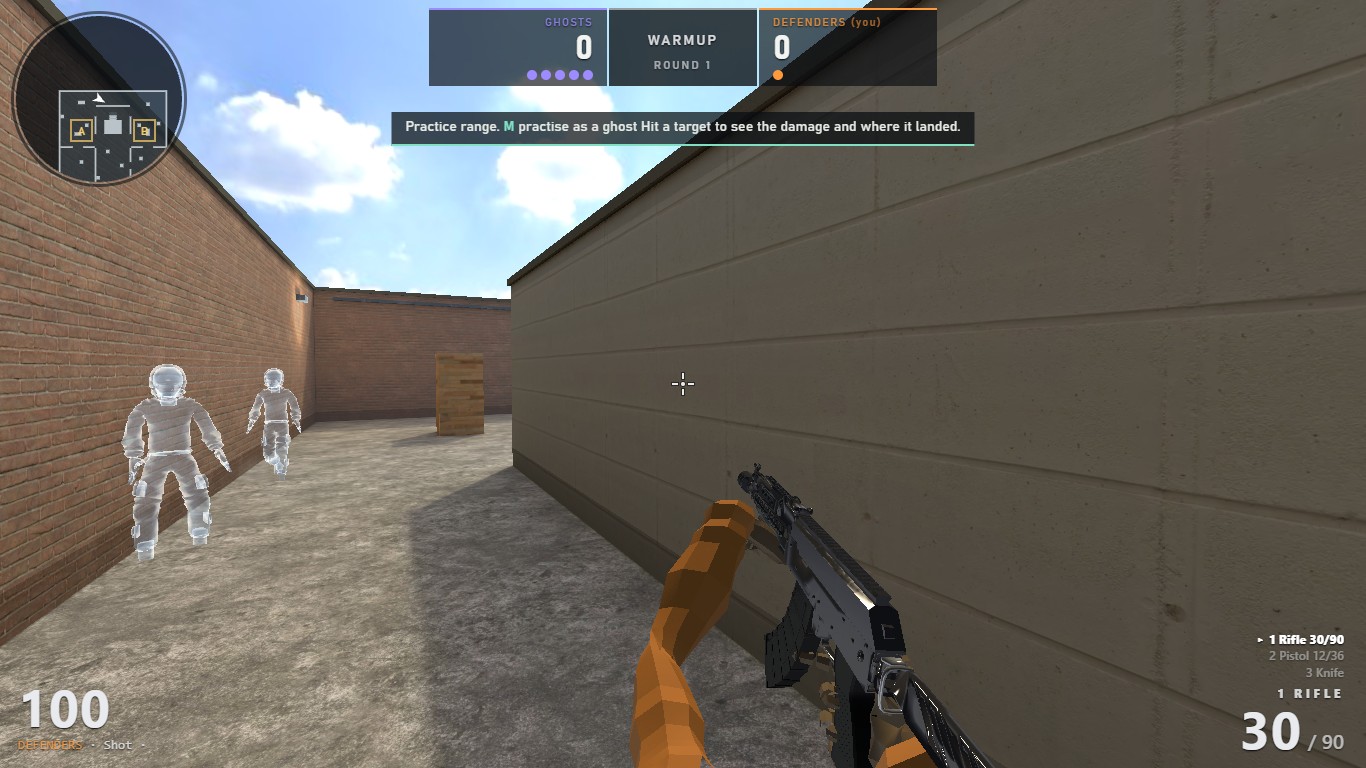 GHOSTS
0
WARMUP
ROUND 1
DEFENDERS (you)
0
Practice range. M practise as a ghost Hit a target to see the damage and where it landed.
A
B
▸ 1 Rifle 30/90
2 Pistol 12/36
3 Knife
1 RIFLE
30 / 90
100
DEFENDERS · Shot ·